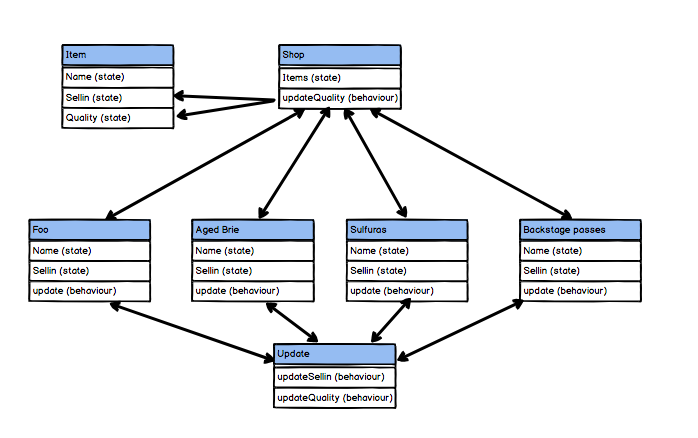 Item
Name (state)
Sellin (state)
Quality (state)
Shop
Items (state)
updateQuality (behaviour)
Foo
Name (state)
Sellin (state)
update (behaviour)
Aged Brie
Name (state)
Sellin (state)
update (behaviour)
Sulfuras
Name (state)
Sellin (state)
update (behaviour)
Backstage passes
Name (state)
Sellin (state)
update (behaviour)
Update
updateSellin (behaviour)
updateQuality (behaviour)